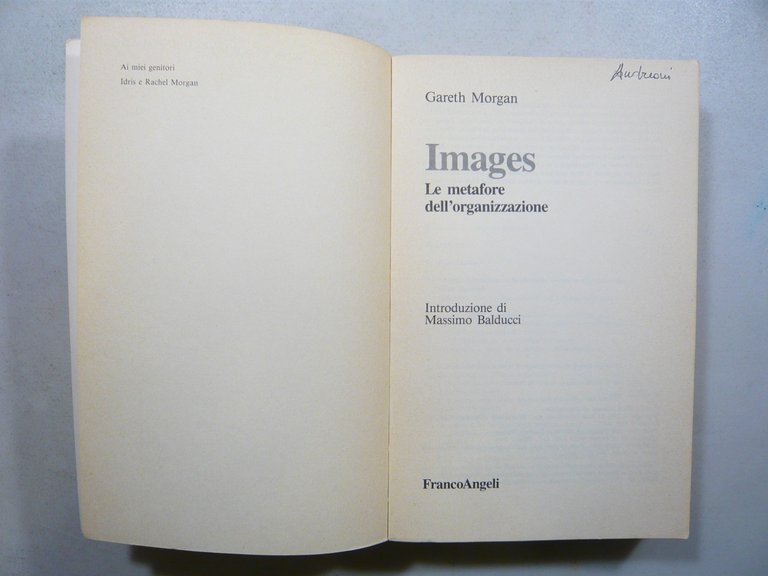 Ai miei genitori
Idris e Rachel Morgan
Gareth Morgan
Images
Le metafore
dell'organizzazione
Introduzione di
Massimo Balducci
FrancoAngeli